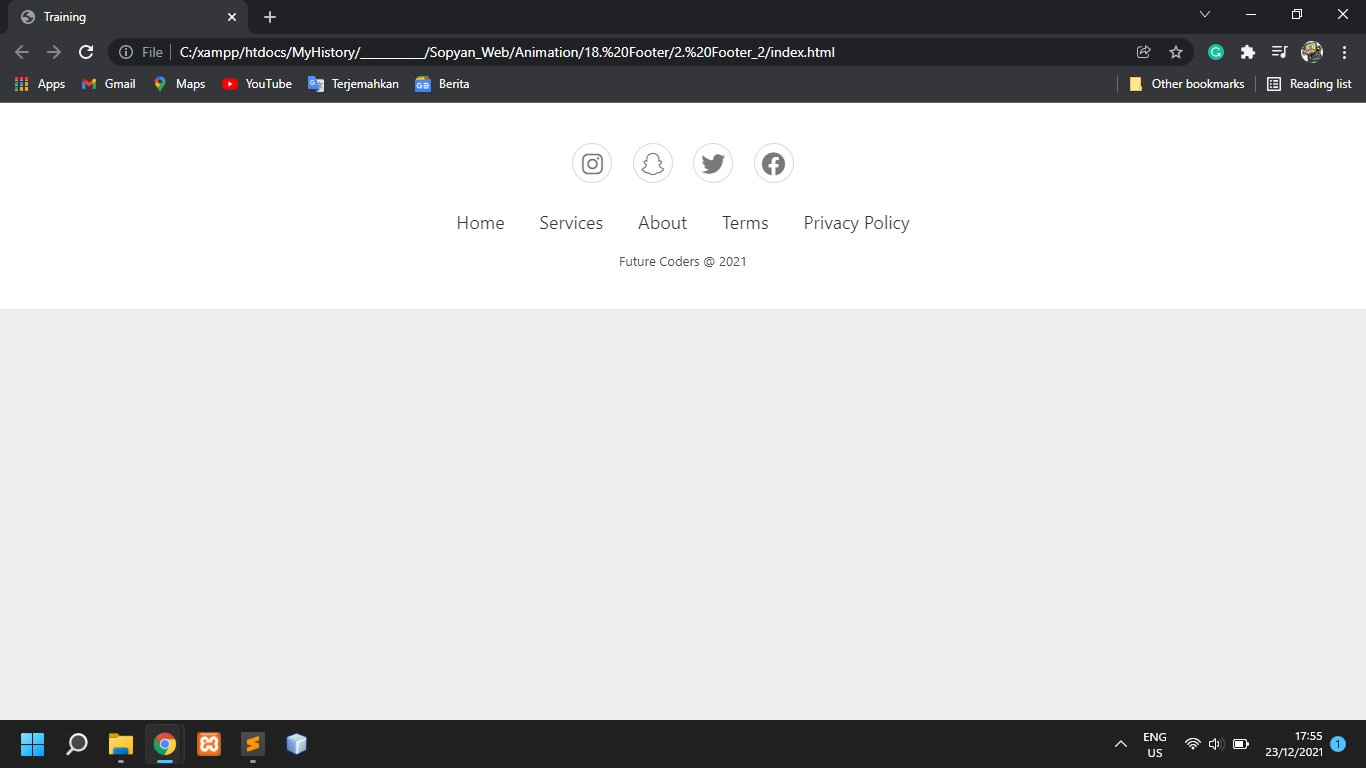 Training
File C:/xampp/htdocs/MyHistory/__________/Sopyan_Web/Animation/18.%20Footer/2.%20Footer_2/index.html
Apps Gmail Maps YouTube Terjemahkan Berita Other bookmarks Reading list
Home Services About Terms Privacy Policy
Future Coders @ 2021
ENG 17:55
US 23/12/2021 1